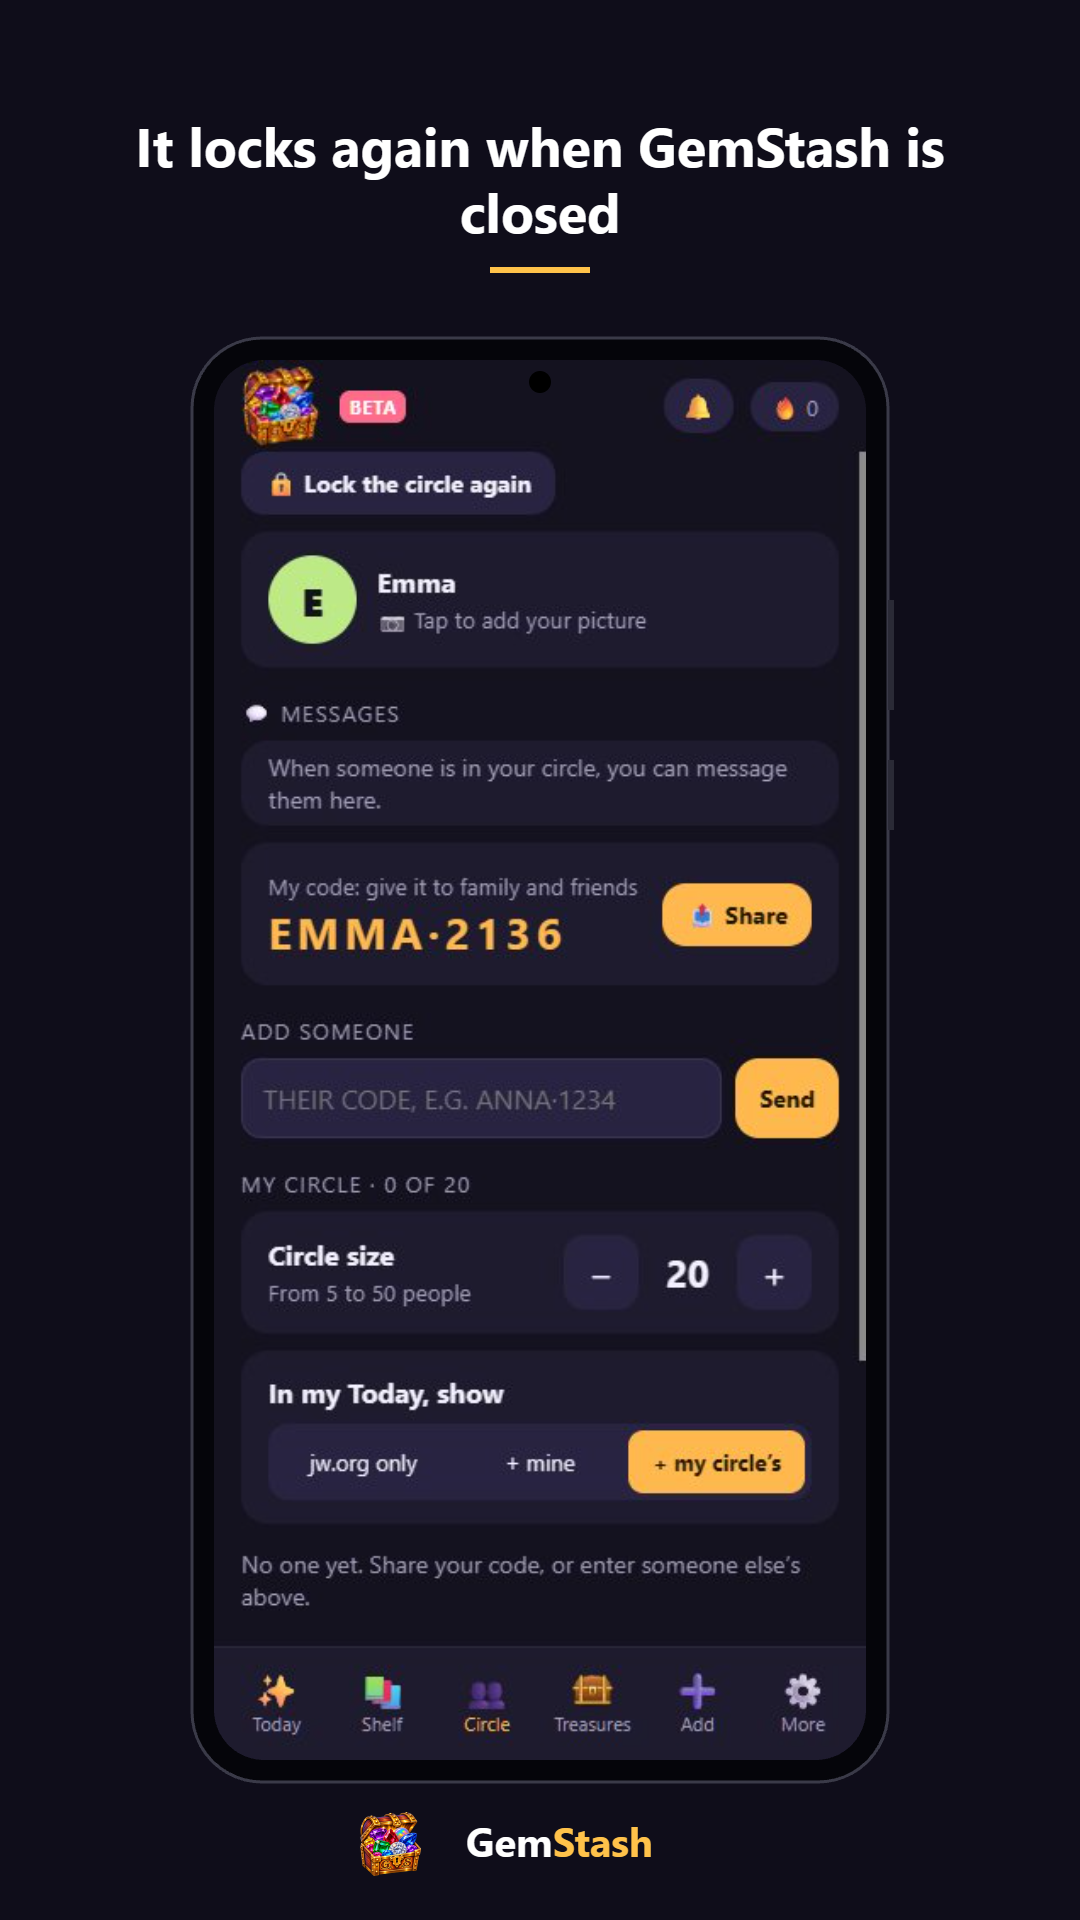 It locks again when GemStash is
closed
BETA
0
Lock the circle again
E
Emma
Tap to add your picture
MESSAGES
When someone is in your circle, you can message
them here.
My code: give it to family and friends
EMMA·2136
Share
ADD SOMEONE
THEIR CODE, E.G. ANNA·1234
Send
MY CIRCLE · 0 OF 20
Circle size
From 5 to 50 people
− 20 +
In my Today, show
jw.org only
+ mine
+ my circle’s
No one yet. Share your code, or enter someone else’s
above.
Today
Shelf
Circle
Treasures
Add
More
GemStash